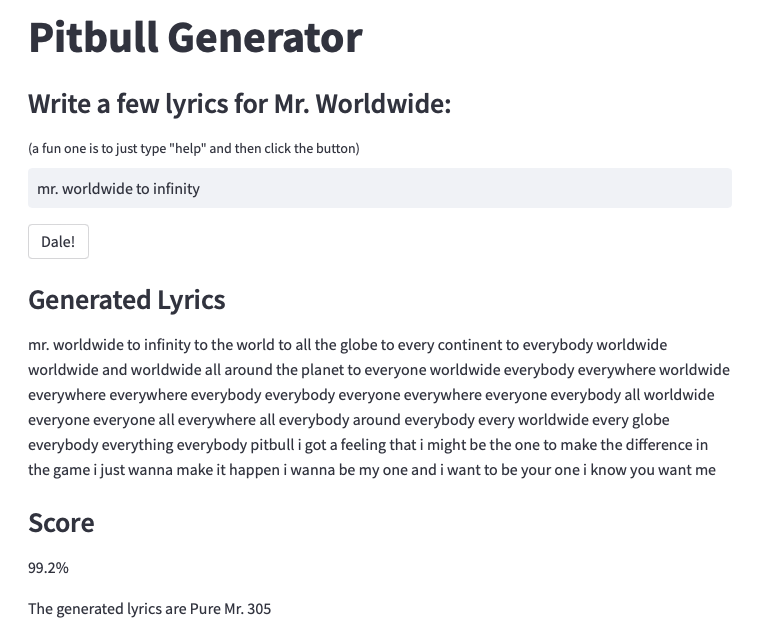 Pitbull Generator
Write a few lyrics for Mr. Worldwide:
(a fun one is to just type "help" and then click the button)
mr. worldwide to infinity
Dale!
Generated Lyrics
mr. worldwide to infinity to the world to all the globe to every continent to everybody worldwide
worldwide and worldwide all around the planet to everyone worldwide everybody everywhere worldwide
everywhere everywhere everybody everybody everyone everywhere everyone everybody all worldwide
everyone everyone all everywhere all everybody around everybody every worldwide every globe
everybody everything everybody pitbull i got a feeling that i might be the one to make the difference in
the game i just wanna make it happen i wanna be my one and i want to be your one i know you want me
Score
99.2%
The generated lyrics are Pure Mr. 305